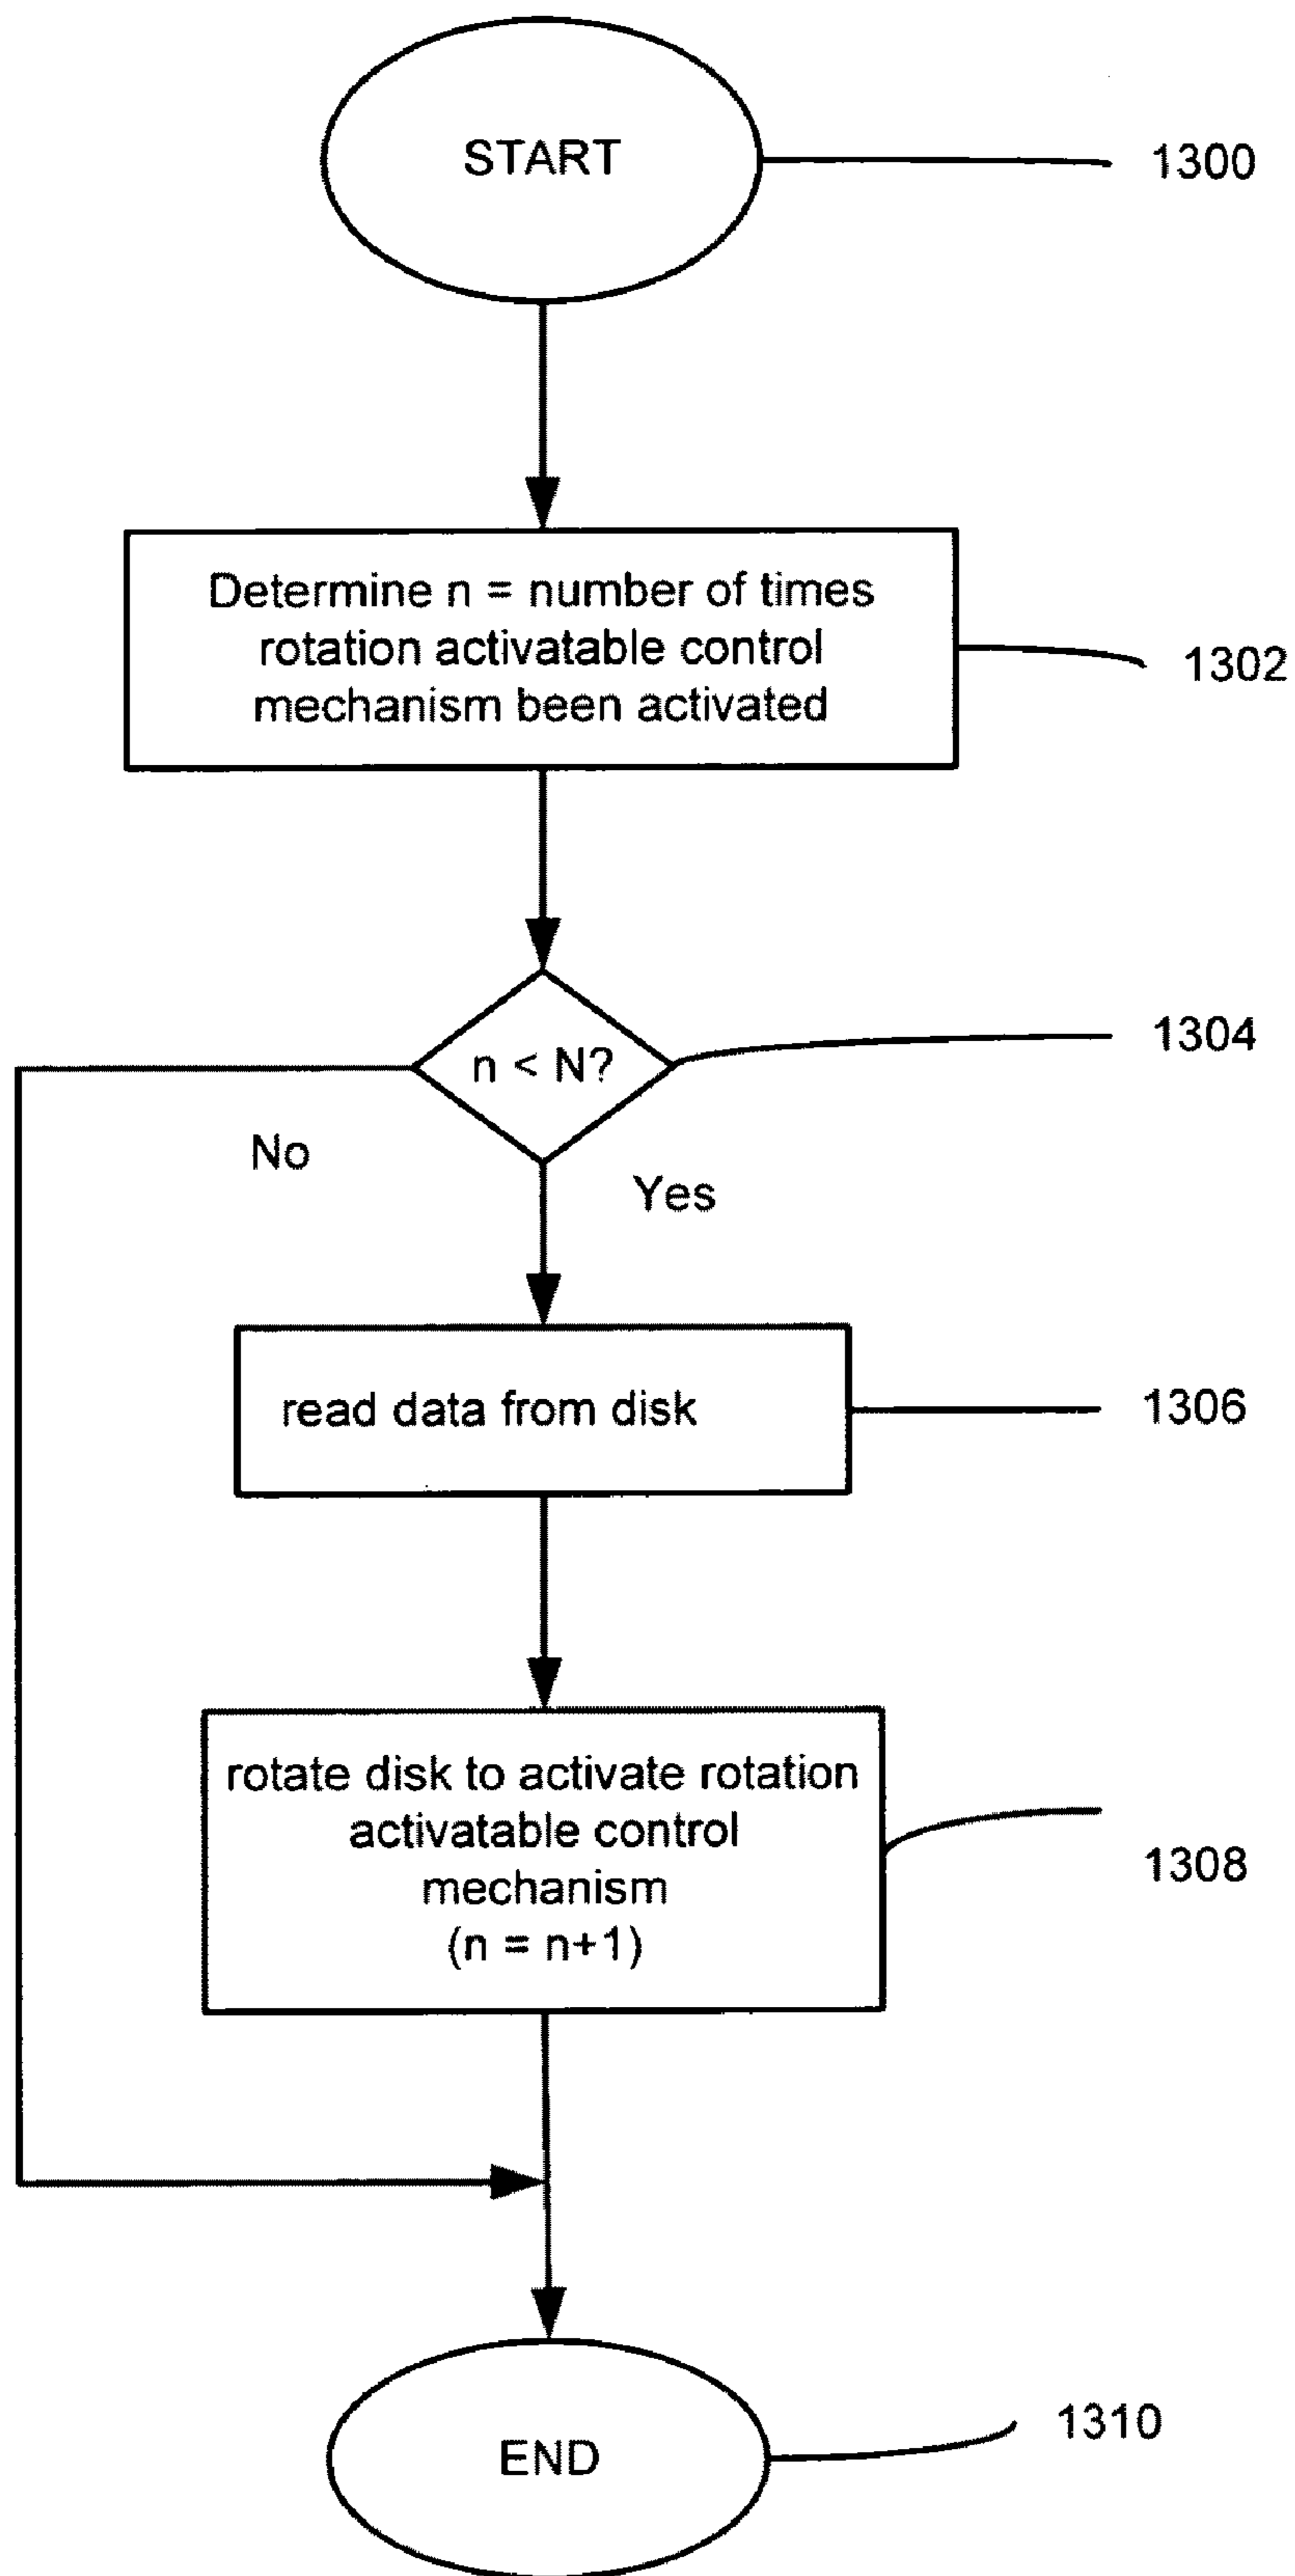 START
1300
Determine n = number of times
rotation activatable control
mechanism been activated
1302
n < N?
1304
No
Yes
read data from disk
1306
rotate disk to activate rotation
activatable control
mechanism
(n = n+1)
1308
END
1310